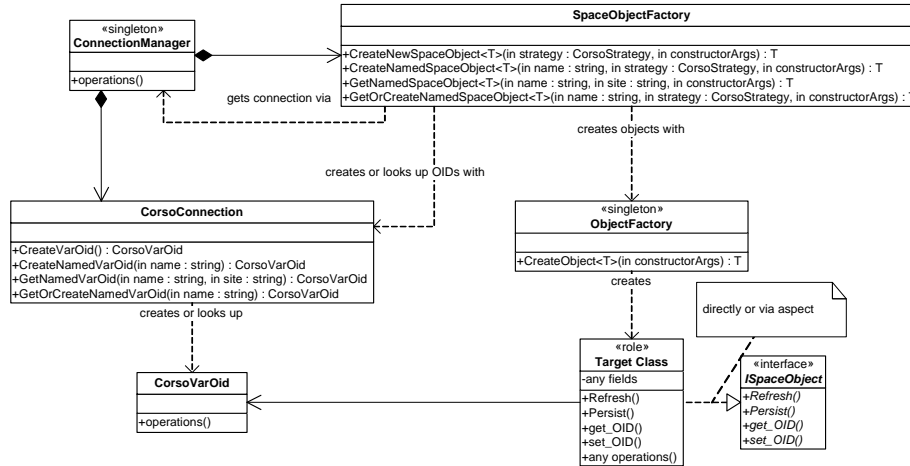 «singleton»
ConnectionManager
+operations()
SpaceObjectFactory
+CreateNewSpaceObject<T>(in strategy : CorsoStrategy, in constructorArgs) : T
+CreateNamedSpaceObject<T>(in name : string, in strategy : CorsoStrategy, in constructorArgs) : T
+GetNamedSpaceObject<T>(in name : string, in site : string, in constructorArgs) : T
+GetOrCreateNamedSpaceObject<T>(in name : string, in strategy : CorsoStrategy, in constructorArgs) : T
gets connection via
creates objects with
creates or looks up OIDs with
CorsoConnection
+CreateVarOid() : CorsoVarOid
+CreateNamedVarOid(in name : string) : CorsoVarOid
+GetNamedVarOid(in name : string, in site : string) : CorsoVarOid
+GetOrCreateNamedVarOid(in name : string) : CorsoVarOid
«singleton»
ObjectFactory
+CreateObject<T>(in constructorArgs) : T
creates
directly or via aspect
creates or looks up
CorsoVarOid
+operations()
«role»
Target Class
-any fields
+Refresh()
+Persist()
+get_OID()
+set_OID()
+any operations()
«interface»
ISpaceObject
+Refresh()
+Persist()
+get_OID()
+set_OID()